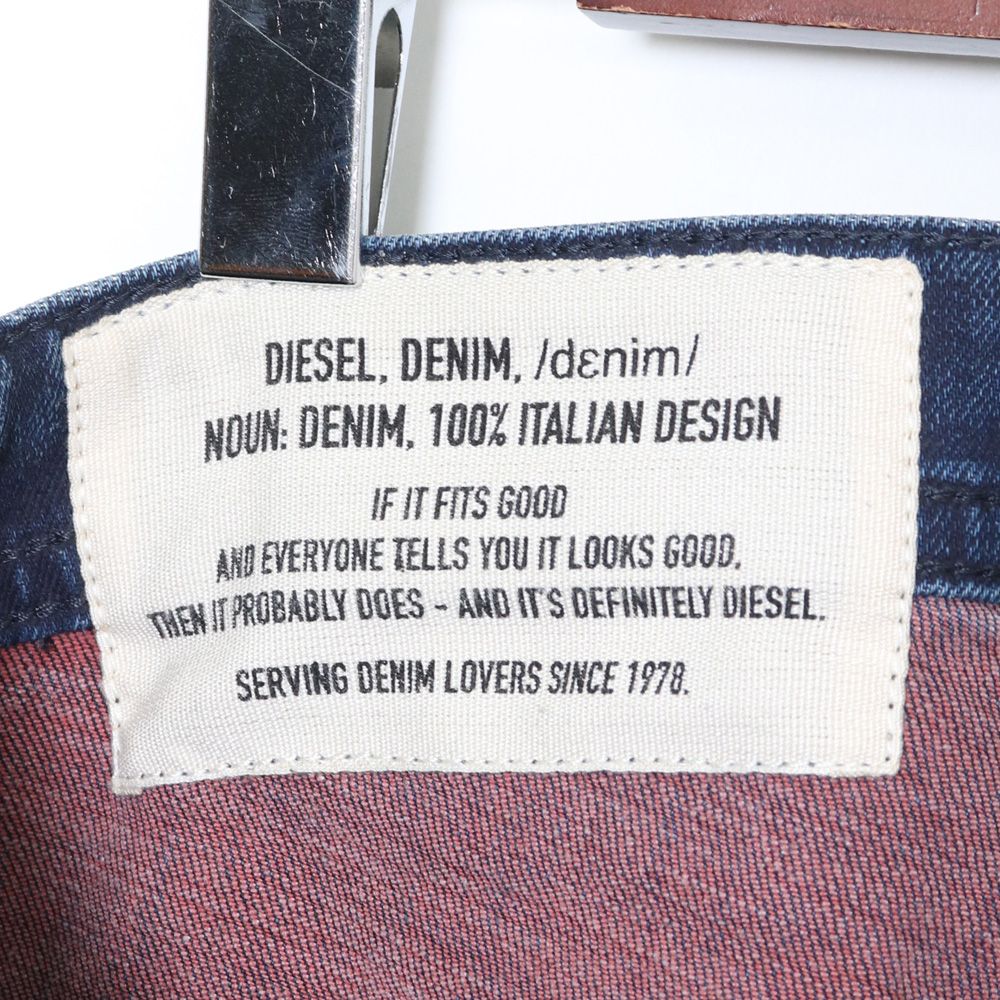 DIESEL, DENIM, /dɛnim/
NOUN: DENIM, 100% ITALIAN DESIGN
IF IT FITS GOOD
AND EVERYONE TELLS YOU IT LOOKS GOOD,
THEN IT PROBABLY DOES - AND IT'S DEFINITELY DIESEL.
SERVING DENIM LOVERS SINCE 1978.